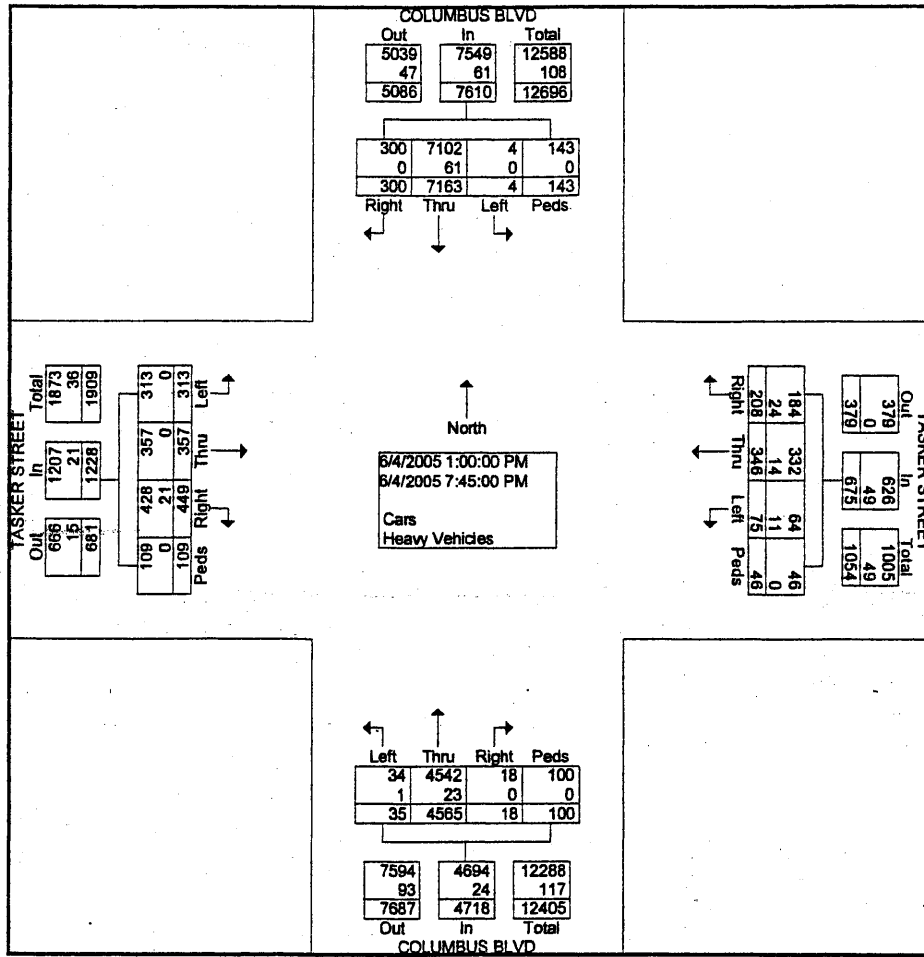 COLUMBUS BLVD
Out In Total
5039 7549 12588
47 61 108
5086 7610 12696
300 7102 4 143
0 61 0 0
300 7163 4 143
Right Thru Left Peds
TASKER STREET
Total In Out
1873 1207 666
36 21 15
1909 1228 681
313 357 428 109
0 0 21 0
313 357 449 109
Left Thru Right Peds
North
6/4/2005 1:00:00 PM
6/4/2005 7:45:00 PM
Cars
Heavy Vehicles
TASKER STREET
Out In Total
379 626 1005
0 49 49
379 675 1054
184 332 64 46
24 14 11 0
208 346 75 46
Right Thru Left Peds
Left Thru Right Peds
34 4542 18 100
1 23 0 0
35 4565 18 100
7594 4694 12288
93 24 117
7687 4718 12405
Out In Total
COLUMBUS BLVD